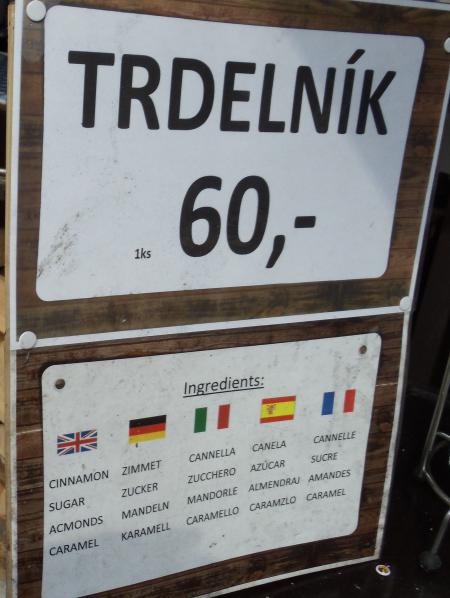 TRDELNÍK
1ks 60,-
Ingredients:
CINNAMON
SUGAR
ACMONDS
CARAMEL
ZIMMET
ZUCKER
MANDELN
KARAMELL
CANNELLA
ZUCCHERO
MANDORLE
CARAMELLO
CANELA
AZÚCAR
ALMENDRAJ
CARAMZLO
CANNELLE
SUCRE
AMANDES
CARAMEL